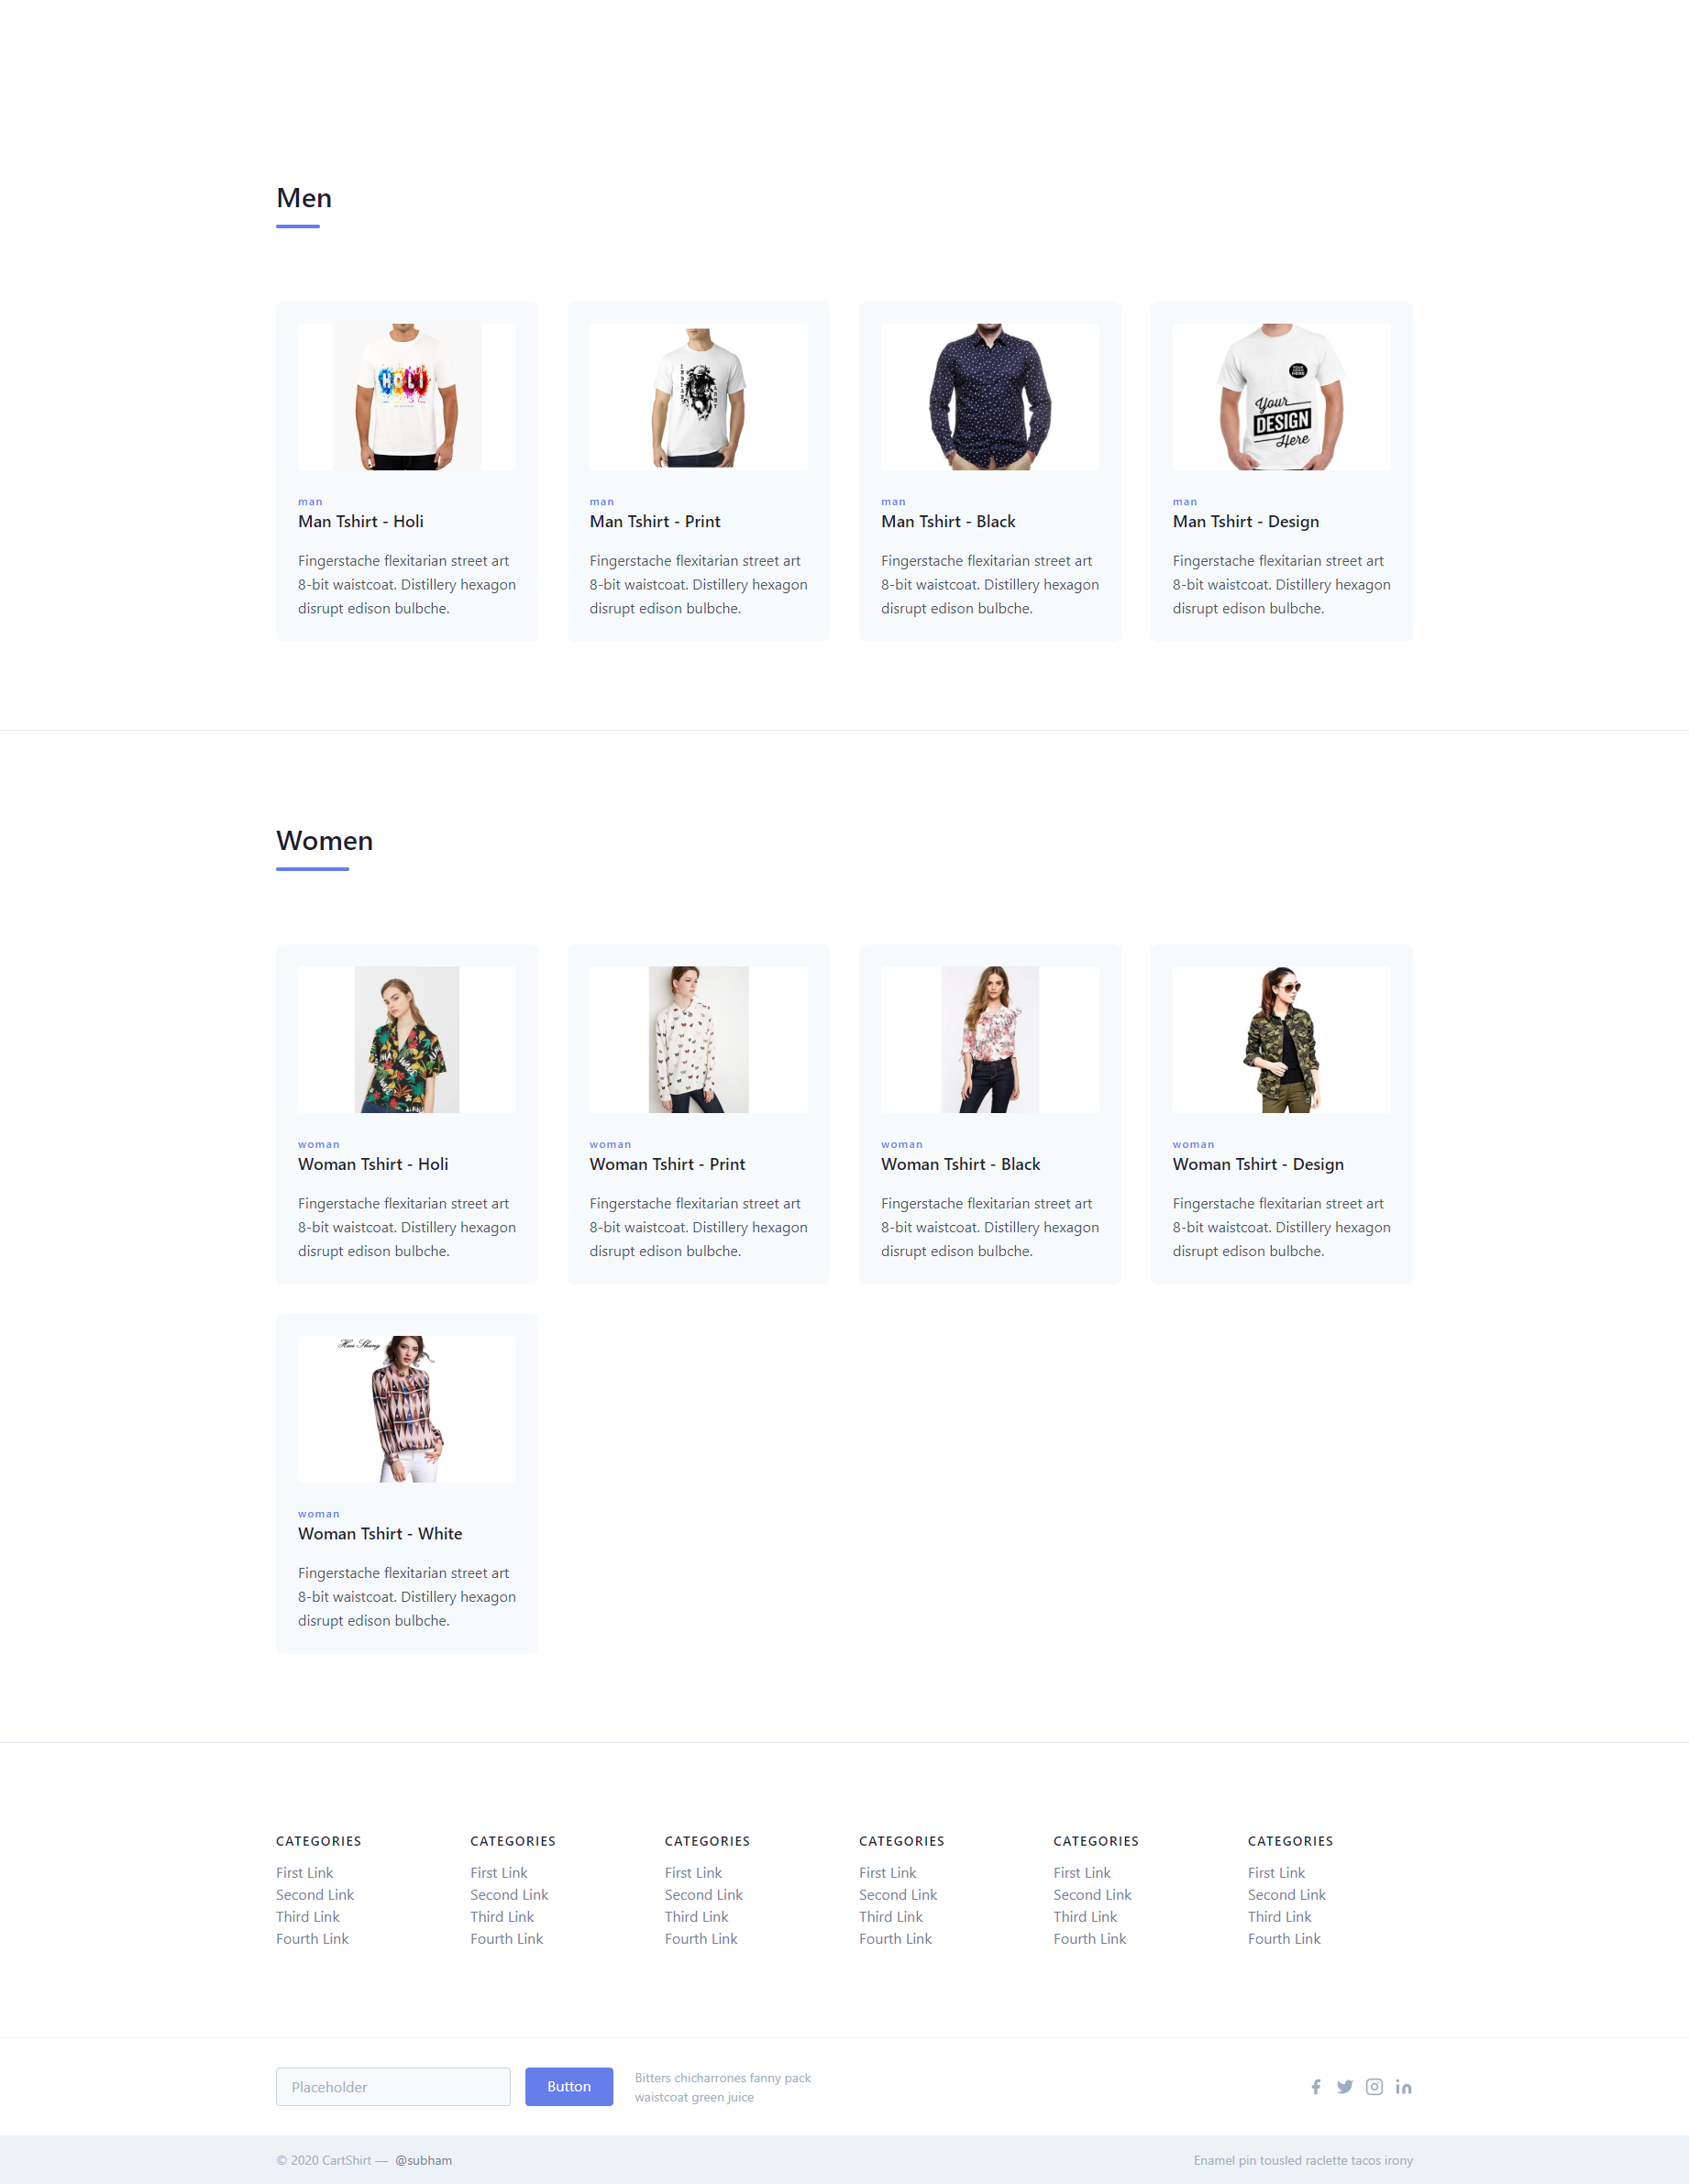 Men
HOLI
INDIAN
ARMY
YOUR
HERE
Your
DESIGN
Here
man
Man Tshirt - Holi
Fingerstache flexitarian street art
8-bit waistcoat. Distillery hexagon
disrupt edison bulbche.
man
Man Tshirt - Print
Fingerstache flexitarian street art
8-bit waistcoat. Distillery hexagon
disrupt edison bulbche.
man
Man Tshirt - Black
Fingerstache flexitarian street art
8-bit waistcoat. Distillery hexagon
disrupt edison bulbche.
man
Man Tshirt - Design
Fingerstache flexitarian street art
8-bit waistcoat. Distillery hexagon
disrupt edison bulbche.
Women
woman
Woman Tshirt - Holi
Fingerstache flexitarian street art
8-bit waistcoat. Distillery hexagon
disrupt edison bulbche.
woman
Woman Tshirt - Print
Fingerstache flexitarian street art
8-bit waistcoat. Distillery hexagon
disrupt edison bulbche.
woman
Woman Tshirt - Black
Fingerstache flexitarian street art
8-bit waistcoat. Distillery hexagon
disrupt edison bulbche.
woman
Woman Tshirt - Design
Fingerstache flexitarian street art
8-bit waistcoat. Distillery hexagon
disrupt edison bulbche.
woman
Woman Tshirt - White
Fingerstache flexitarian street art
8-bit waistcoat. Distillery hexagon
disrupt edison bulbche.
CATEGORIES
First Link
Second Link
Third Link
Fourth Link
CATEGORIES
First Link
Second Link
Third Link
Fourth Link
CATEGORIES
First Link
Second Link
Third Link
Fourth Link
CATEGORIES
First Link
Second Link
Third Link
Fourth Link
CATEGORIES
First Link
Second Link
Third Link
Fourth Link
CATEGORIES
First Link
Second Link
Third Link
Fourth Link
Placeholder
Button
Bitters chicharrones fanny pack
waistcoat green juice
© 2020 CartShirt — @subham
Enamel pin tousled raclette tacos irony